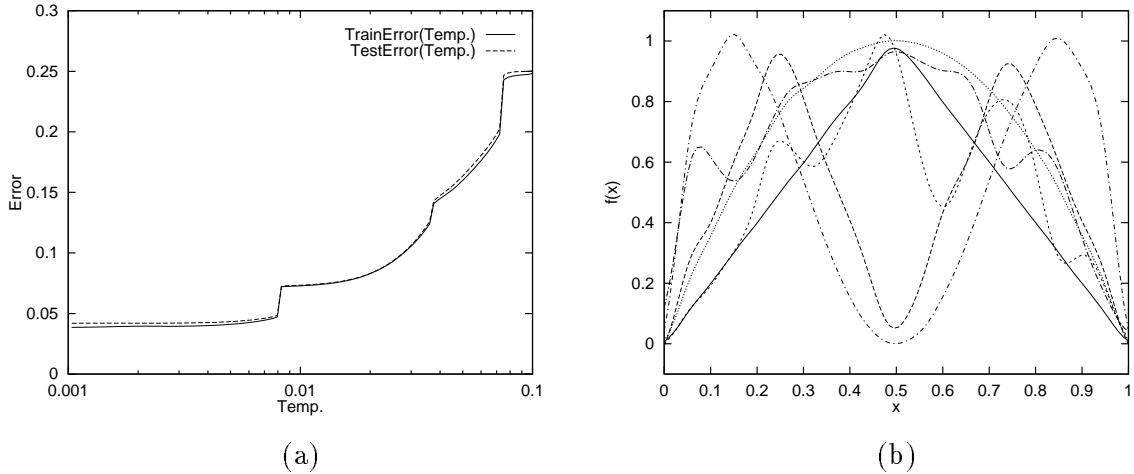 0.3
0.25
0.2
0.15
0.1
0.05
0
Error
TrainError(Temp.)
TestError(Temp.)
0.001
0.01
0.1
Temp.
(a)
1
0.8
0.6
0.4
0.2
0
f(x)
0 0.1 0.2 0.3 0.4 0.5 0.6 0.7 0.8 0.9 1
x
(b)